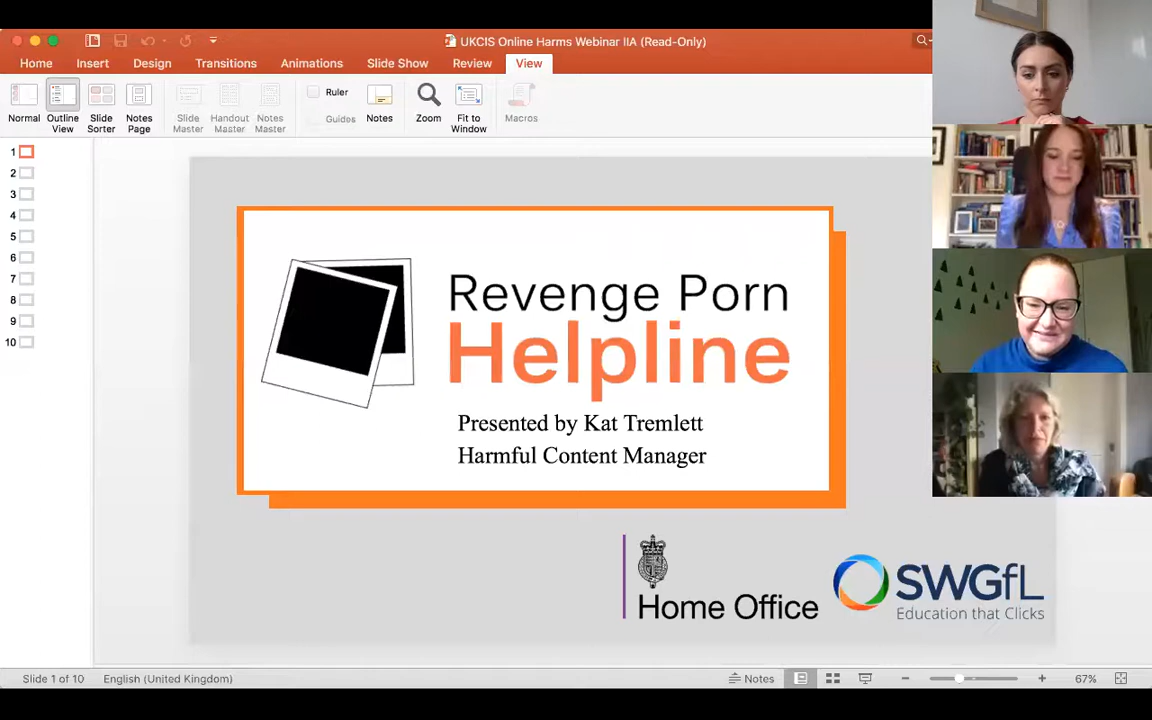 UKCIS Online Harms Webinar IIA (Read-Only)
Home Insert Design Transitions Animations Slide Show Review View
Normal Outline View Slide Sorter Notes Page Slide Master Handout Master Notes Master Ruler Guides Notes Zoom Fit to Window Macros
1
2
3
4
5
6
7
8
9
10
Revenge Porn
Helpline
Presented by Kat Tremlett
Harmful Content Manager
Home Office
SWGfL
Education that Clicks
Slide 1 of 10 English (United Kingdom) Notes 67%